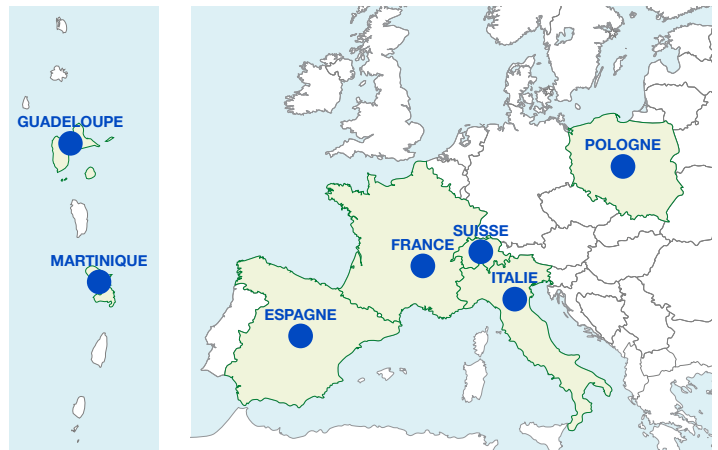 GUADELOUPE
MARTINIQUE
POLOGNE
SUISSE
FRANCE
ITALIE
ESPAGNE